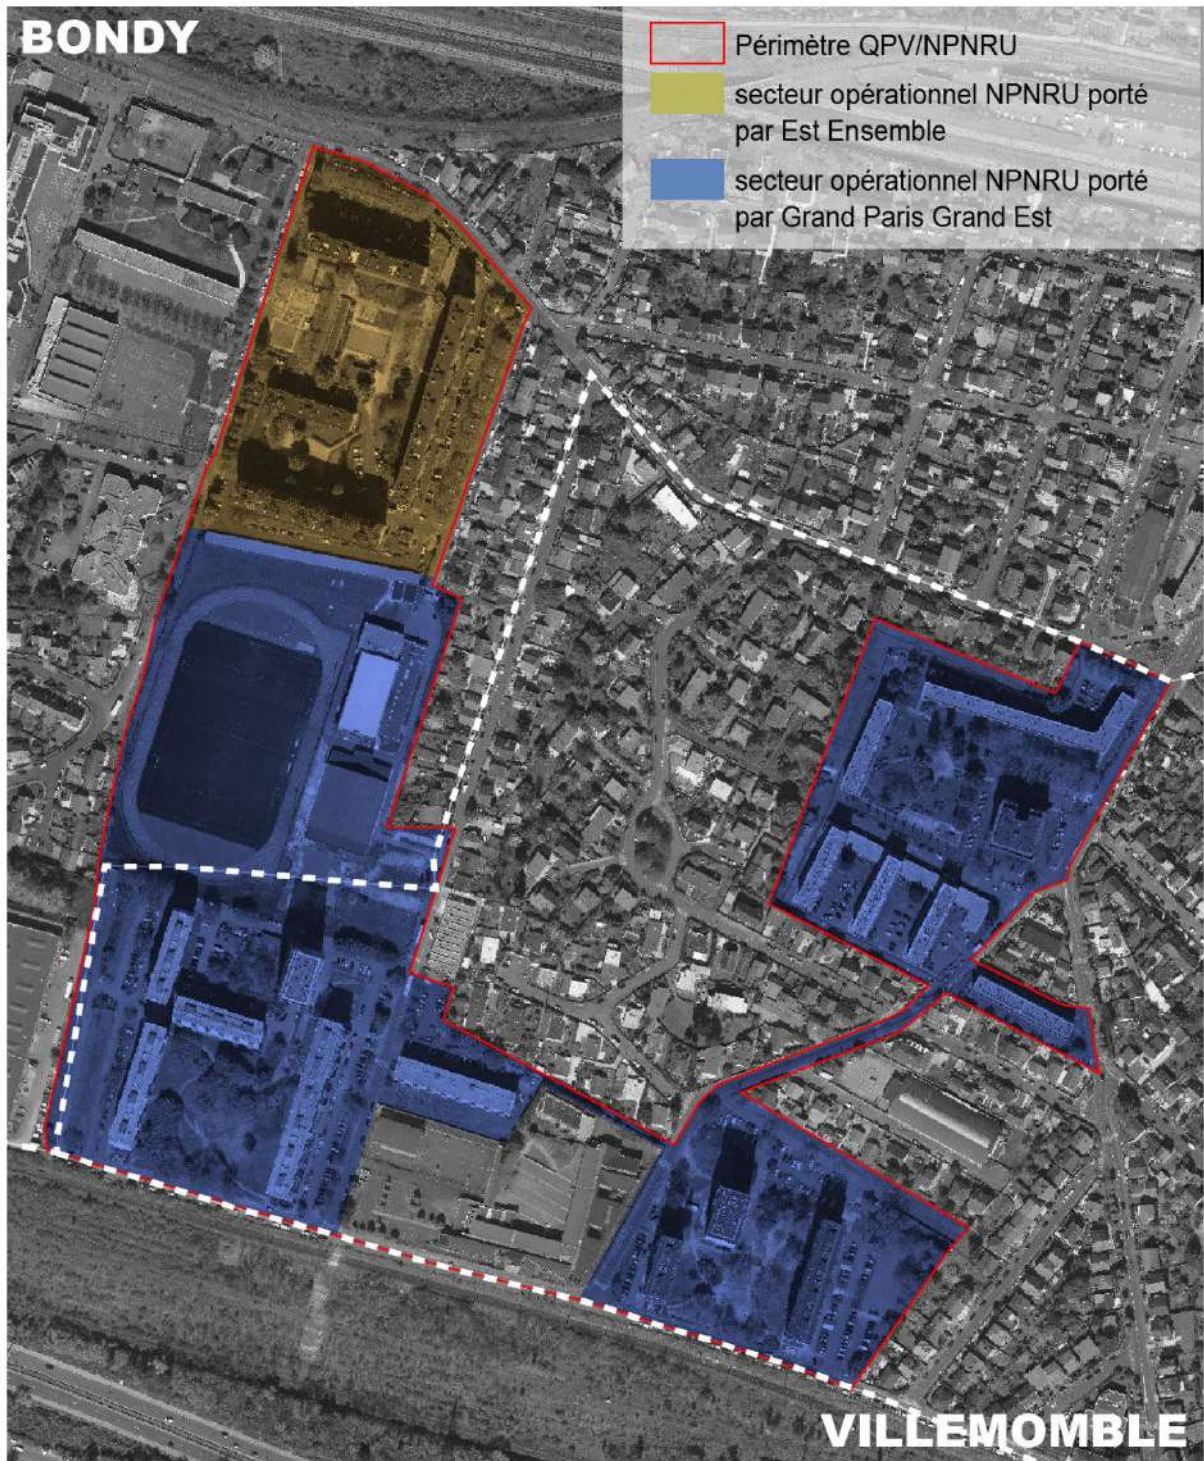 BONDY
Périmètre QPV/NPNRU
secteur opérationnel NPNRU porté
par Est Ensemble
secteur opérationnel NPNRU porté
par Grand Paris Grand Est
VILLEMOMBLE